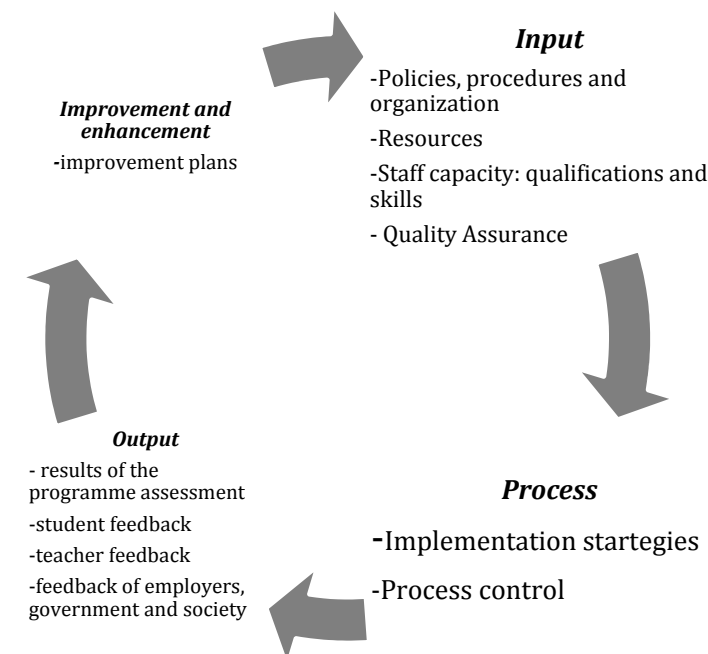 Input
-Policies, procedures and
organization
-Resources
-Staff capacity: qualifications and
skills
- Quality Assurance
Process
-Implementation startegies
-Process control
Output
- results of the
programme assessment
-student feedback
-teacher feedback
-feedback of employers,
government and society
Improvement and
enhancement
-improvement plans